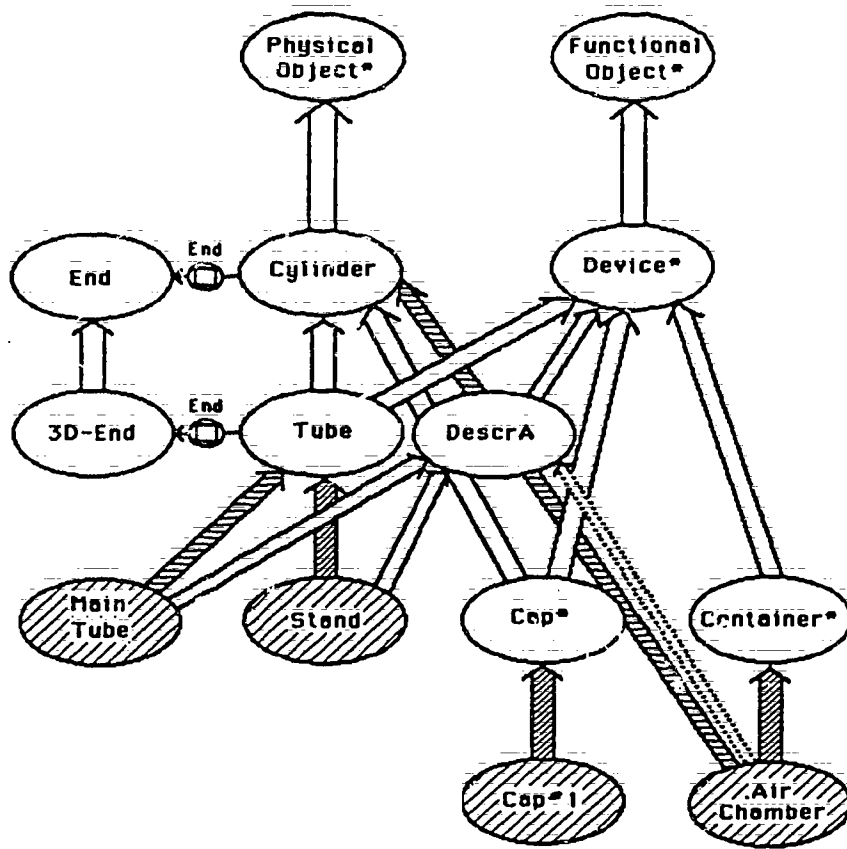 Physical
Object*
Functional
Object*
End
End
Cylinder
Device*
End
3D-End
Tube
DescrA
Main
Tube
Stand
Cap*
Container*
Cap*1
Air
Chamber